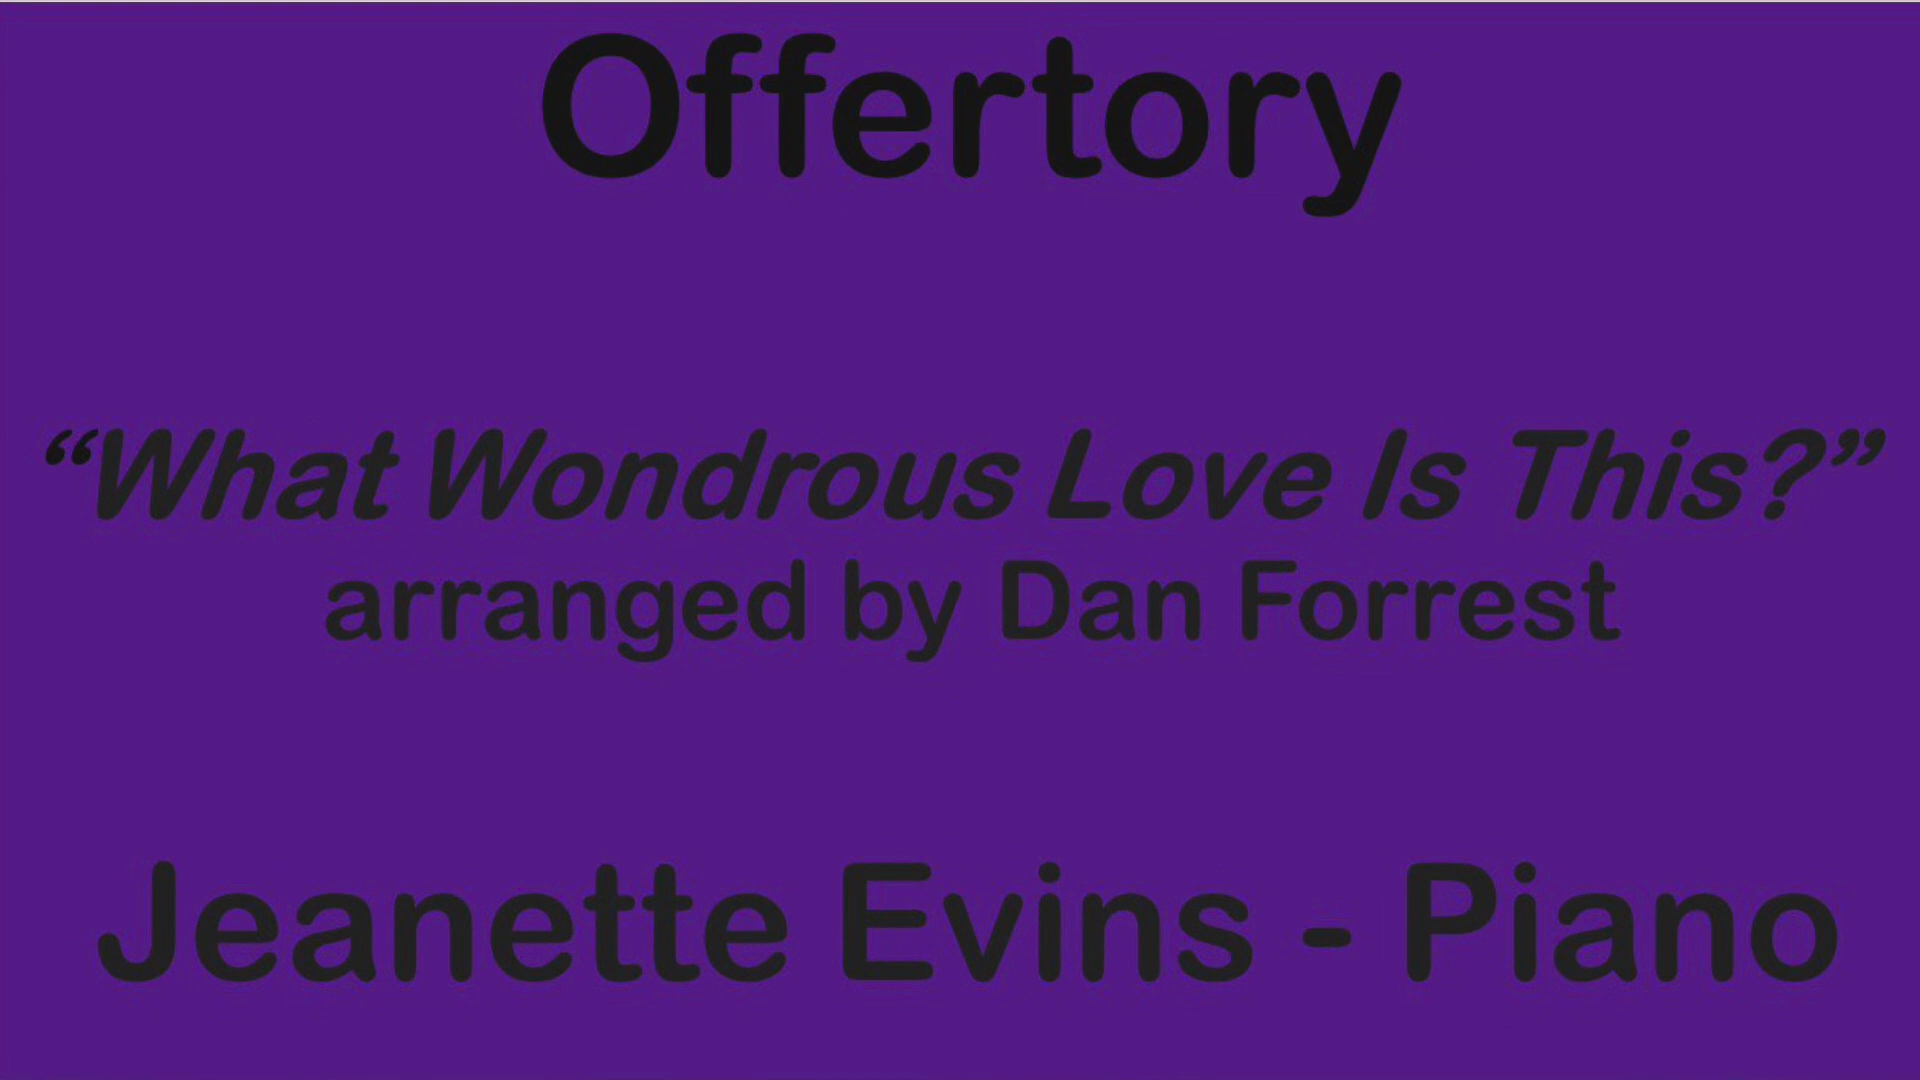 Offertory
“What Wondrous Love Is This?”
arranged by Dan Forrest
Jeanette Evins - Piano